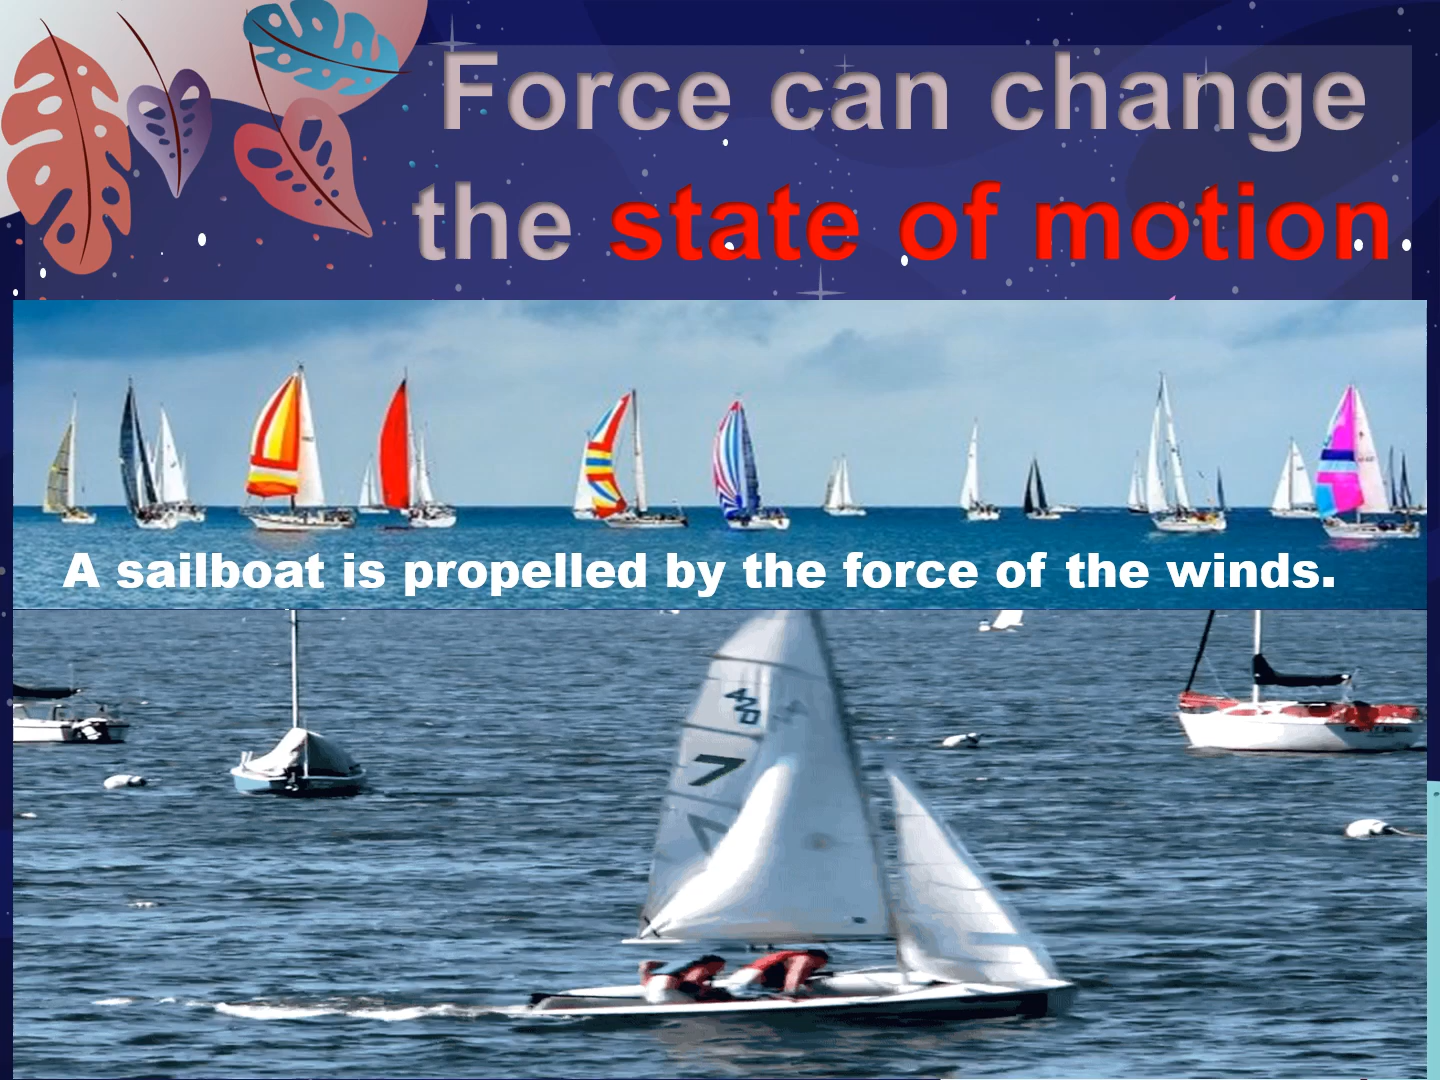 Force can change
the state of motion
A sailboat is propelled by the force of the winds.
420
7